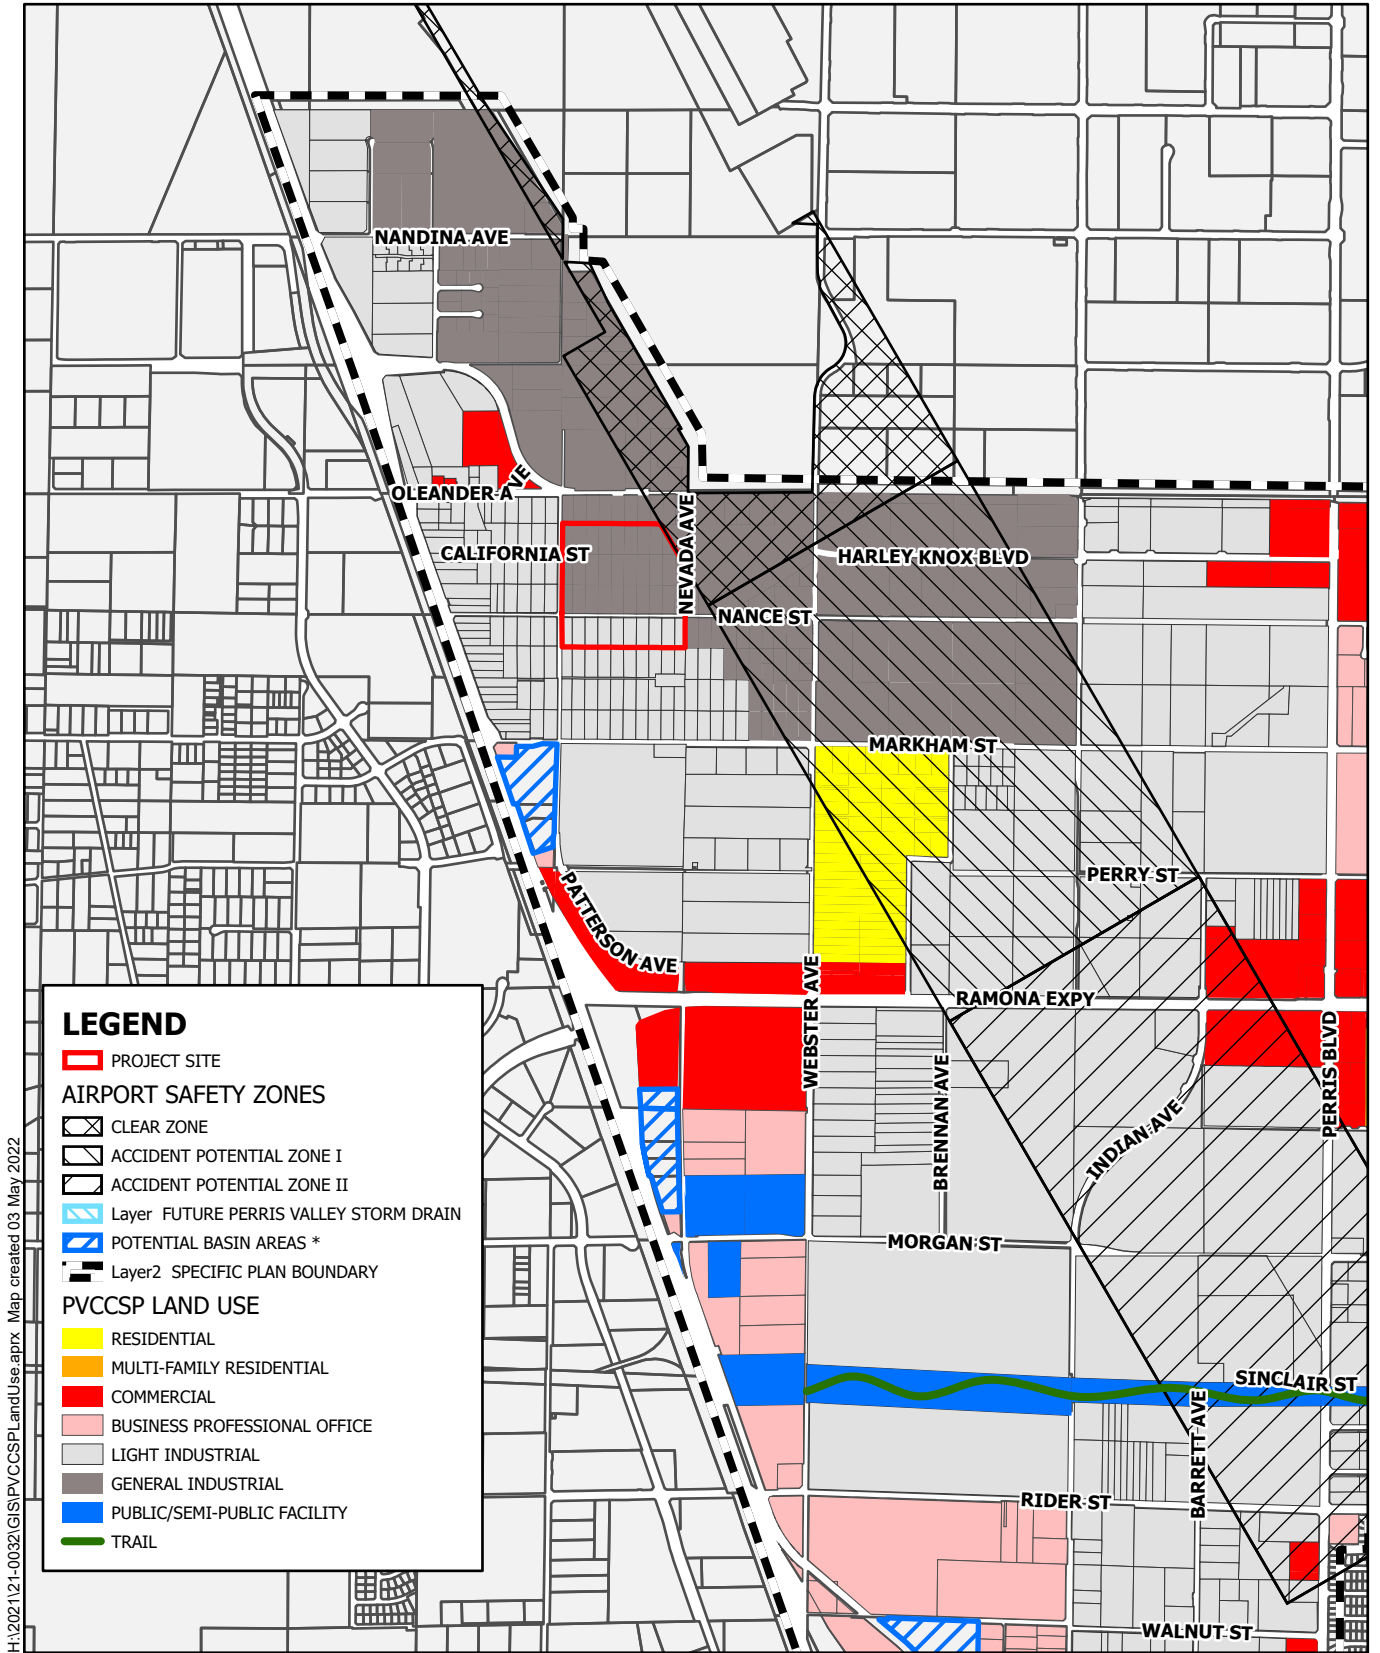 NANDINA AVE
OLEANDER A
VE
CALIFORNIA ST
NEVADA AVE
HARLEY KNOX BLVD
NANCE ST
MARKHAM ST
PERRY ST
PATTERSON AVE
WEBSTER AVE
RAMONA EXPY
BRENNAN AVE
INDIAN AVE
PERRIS BLVD
MORGAN ST
SINCLAIR ST
BARRETT AVE
RIDER ST
WALNUT ST
LEGEND
PROJECT SITE
AIRPORT SAFETY ZONES
CLEAR ZONE
ACCIDENT POTENTIAL ZONE I
ACCIDENT POTENTIAL ZONE II
Layer FUTURE PERRIS VALLEY STORM DRAIN
POTENTIAL BASIN AREAS *
Layer2 SPECIFIC PLAN BOUNDARY
PVCCSP LAND USE
RESIDENTIAL
MULTI-FAMILY RESIDENTIAL
COMMERCIAL
BUSINESS PROFESSIONAL OFFICE
LIGHT INDUSTRIAL
GENERAL INDUSTRIAL
PUBLIC/SEMI-PUBLIC FACILITY
TRAIL
H:\2021\21-0032\GIS\PVCCSPLandUse.aprx Map created 03 May 2022